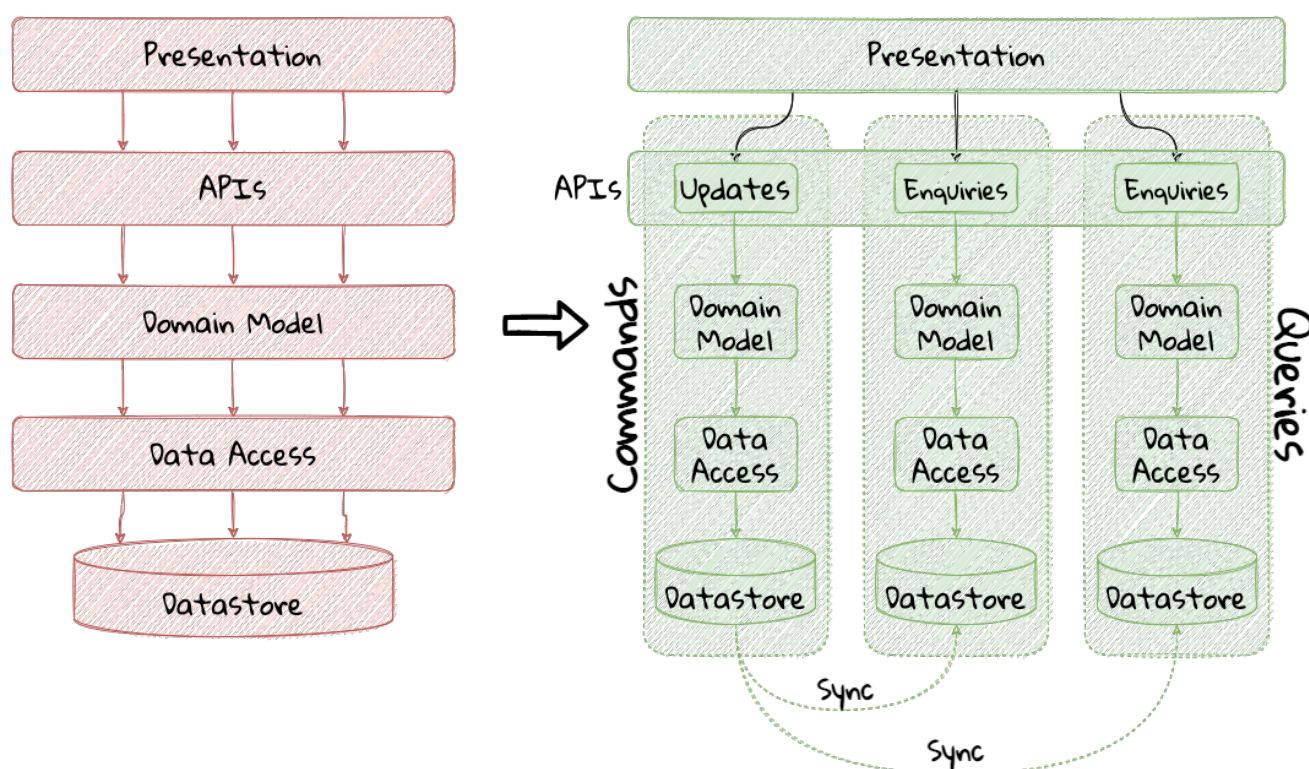 Presentation
APIs
Domain Model
Data Access
Datastore
Presentation
APIs
Updates
Enquiries
Enquiries
Commands
Domain
Model
Domain
Model
Domain
Model
Queries
Data
Access
Data
Access
Data
Access
Datastore
Datastore
Datastore
Sync
Sync